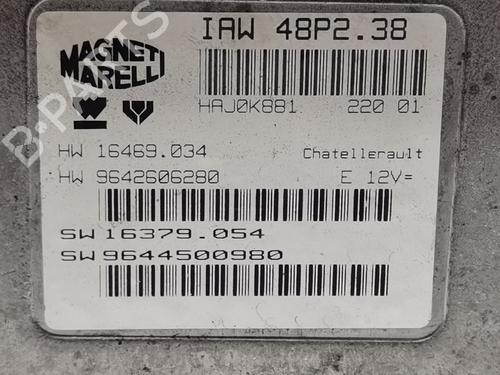 IAW 48P2.38
MAGNETI
MARELLI
HAJ0K881 220 01
HW 16469.034 Chatellerault
HW 9642606280 E 12V=
SW 16379.054
SW 9644500980
B-PARTS